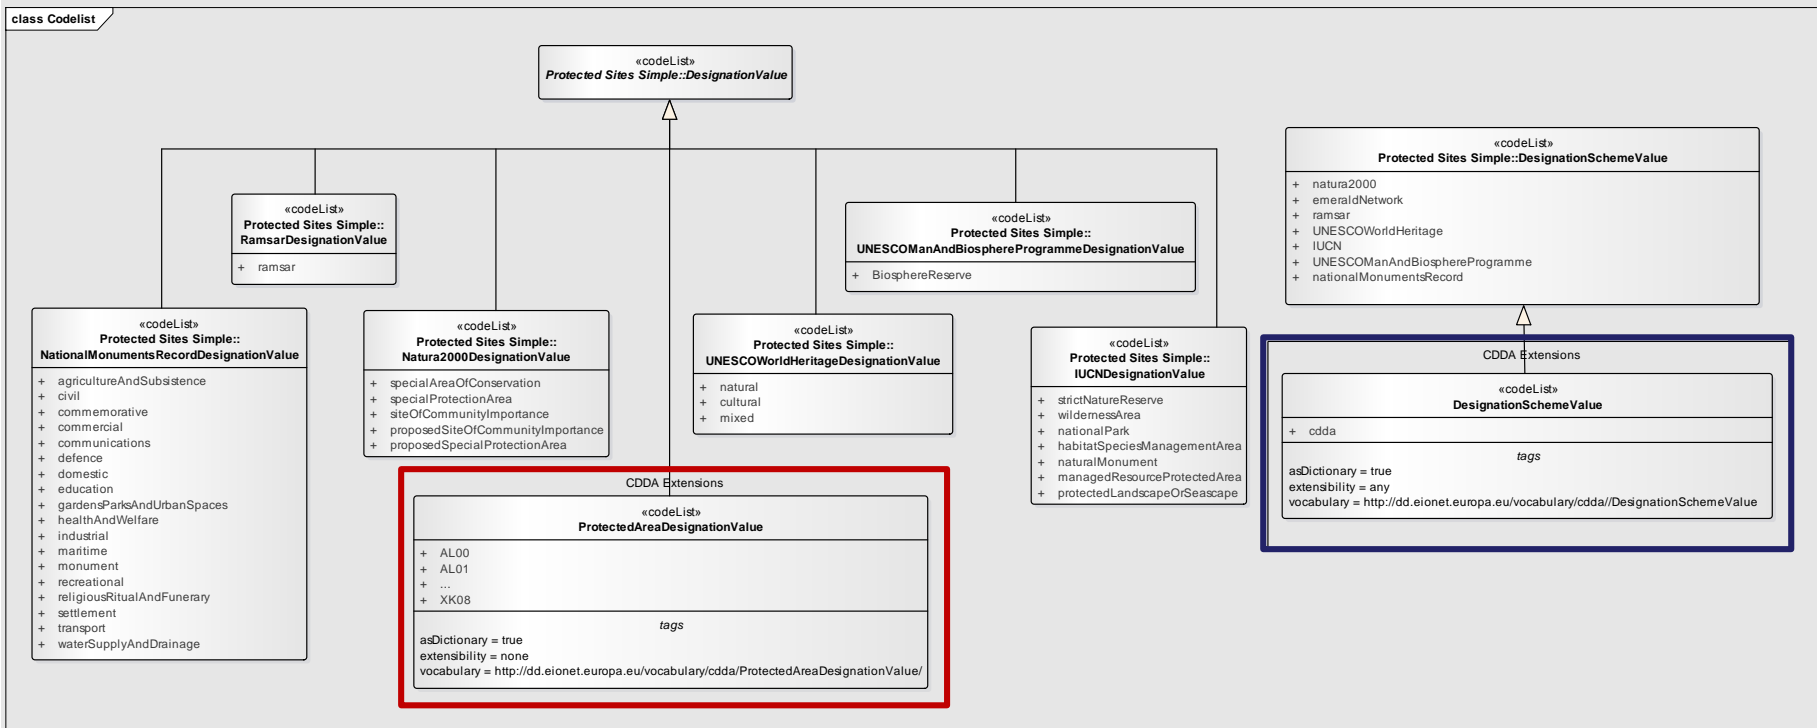 class Codelist
«codeList»
Protected Sites Simple::DesignationValue
«codeList»
Protected Sites Simple::
RamsarDesignationValue
+ ramsar
«codeList»
Protected Sites Simple::
UNESCOManAndBiosphereProgrammeDesignationValue
+ BiosphereReserve
«codeList»
Protected Sites Simple::DesignationSchemeValue
+ natura2000
+ emeraldNetwork
+ ramsar
+ UNESCOWorldHeritage
+ IUCN
+ UNESCOManAndBiosphereProgramme
+ nationalMonumentsRecord
«codeList»
Protected Sites Simple::
NationalMonumentsRecordDesignationValue
+ agricultureAndSubsistence
+ civil
+ commemorative
+ commercial
+ communications
+ defence
+ domestic
+ education
+ gardensParksAndUrbanSpaces
+ healthAndWelfare
+ industrial
+ maritime
+ monument
+ recreational
+ religiousRitualAndFunerary
+ settlement
+ transport
+ waterSupplyAndDrainage
«codeList»
Protected Sites Simple::
Natura2000DesignationValue
+ specialAreaOfConservation
+ specialProtectionArea
+ siteOfCommunityImportance
+ proposedSiteOfCommunityImportance
+ proposedSpecialProtectionArea
«codeList»
Protected Sites Simple::
UNESCOWorldHeritageDesignationValue
+ natural
+ cultural
+ mixed
«codeList»
Protected Sites Simple::
IUCNDesignationValue
+ strictNatureReserve
+ wildernessArea
+ nationalPark
+ habitatSpeciesManagementArea
+ naturalMonument
+ managedResourceProtectedArea
+ protectedLandscapeOrSeascape
CDDA Extensions
«codeList»
DesignationSchemeValue
+ cdda
tags
asDictionary = true
extensibility = any
vocabulary = http://dd.eionet.europa.eu/vocabulary/cdda//DesignationSchemeValue
CDDA Extensions
«codeList»
ProtectedAreaDesignationValue
+ AL00
+ AL01
+ ...
+ XK08
tags
asDictionary = true
extensibility = none
vocabulary = http://dd.eionet.europa.eu/vocabulary/cdda/ProtectedAreaDesignationValue/